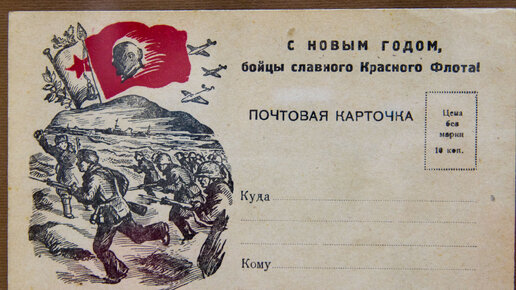 С НОВЫМ ГОДОМ,
бойцы славного Красного Флота!
ПОЧТОВАЯ КАРТОЧКА
Цена
без
марки
10 коп.
Куда
Кому